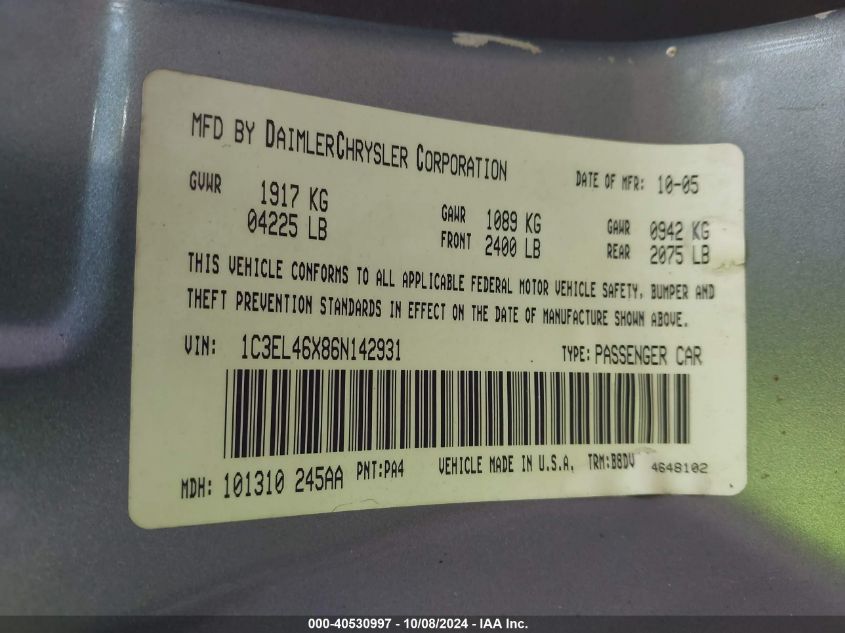 MFD BY DAIMLERCHRYSLER CORPORATION
DATE OF MFR: 10-05
GVWR 1917 KG
04225 LB
GAWR FRONT 1089 KG
2400 LB
GAWR REAR 0942 KG
2075 LB
THIS VEHICLE CONFORMS TO ALL APPLICABLE FEDERAL MOTOR VEHICLE SAFETY, BUMPER AND
THEFT PREVENTION STANDARDS IN EFFECT ON THE DATE OF MANUFACTURE SHOWN ABOVE.
VIN: 1C3EL46X86N142931 TYPE: PASSENGER CAR
MDH: 101310 245AA PNT:PA4 VEHICLE MADE IN U.S.A. TRM:B8DV 4648102
000-40530997 - 10/08/2024 - IAA Inc.